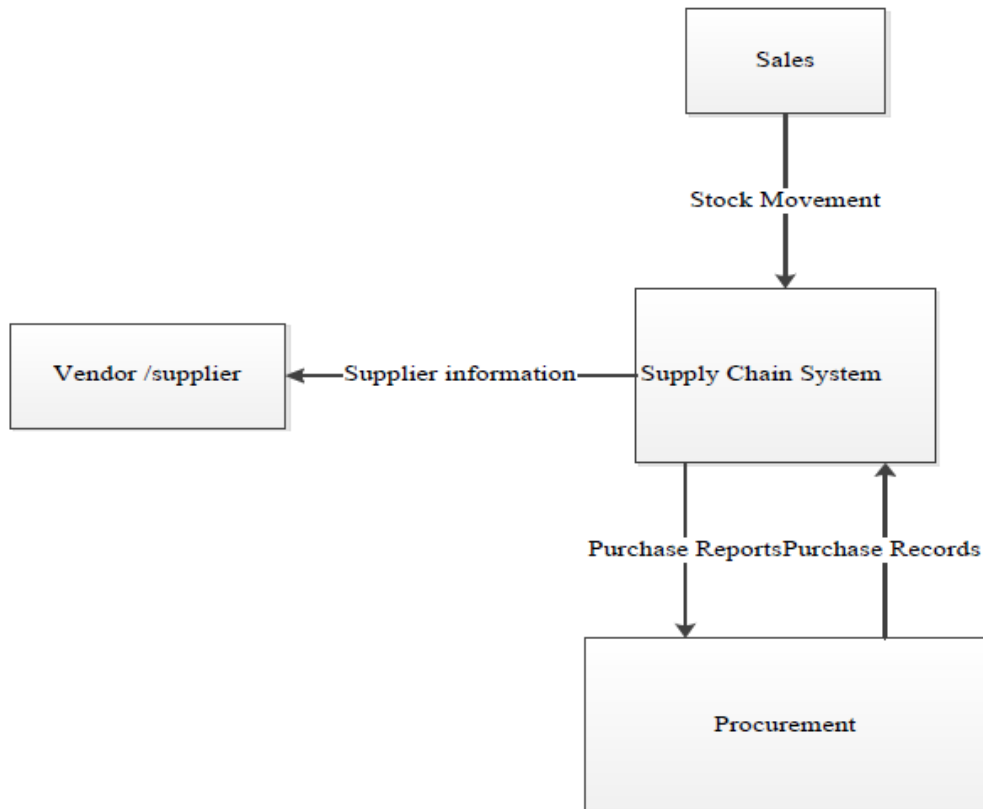 Sales
Stock Movement
Vendor /supplier
Supplier information
Supply Chain System
Purchase Reports
Purchase Records
Procurement